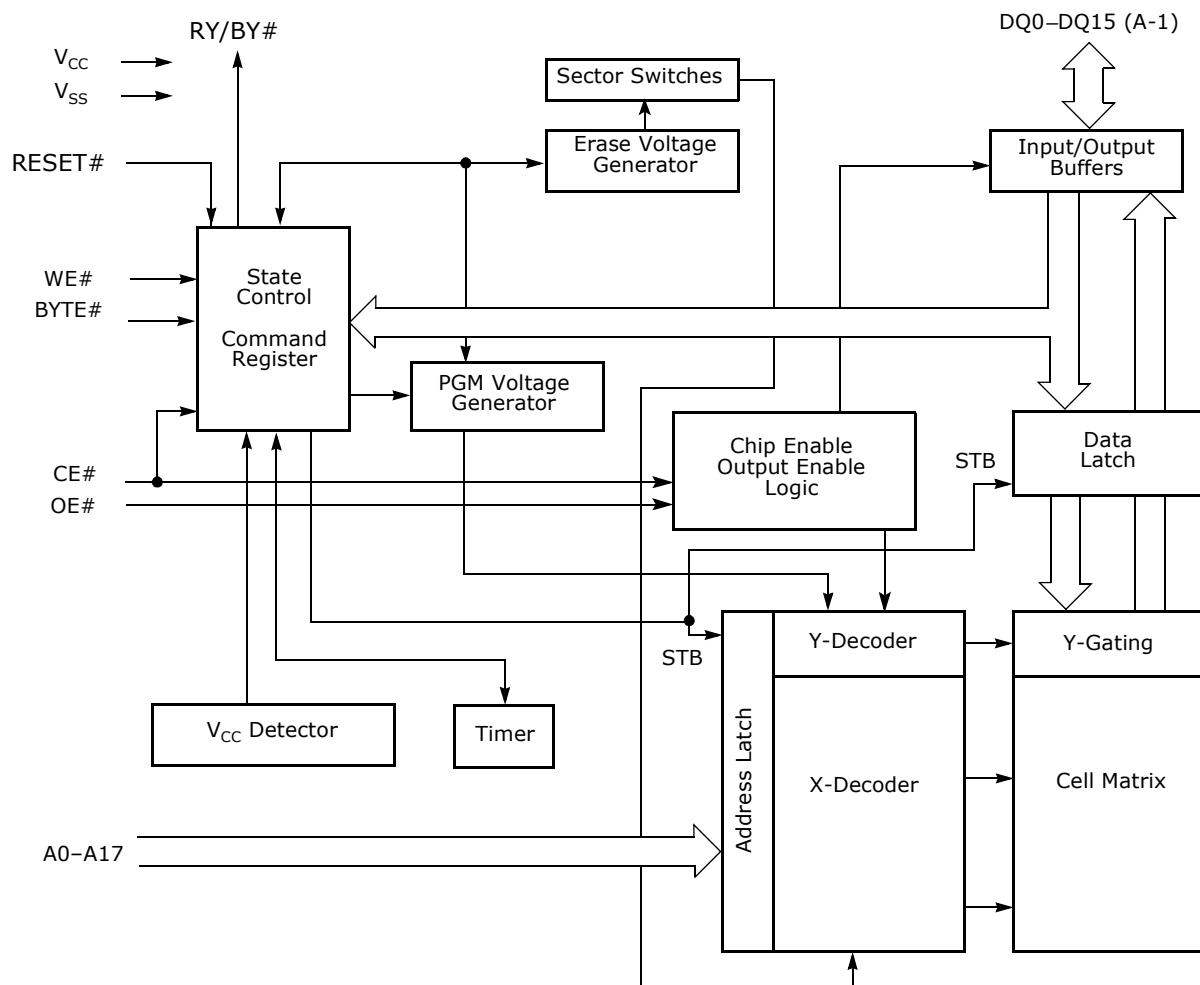 RY/BY#
DQ0–DQ15 (A-1)
VCC
VSS
Sector Switches
Erase Voltage
Generator
Input/Output
Buffers
RESET#
WE#
BYTE#
State
Control
Command
Register
PGM Voltage
Generator
Chip Enable
Output Enable
Logic
STB
Data
Latch
CE#
OE#
STB
Y-Decoder
Y-Gating
VCC Detector
Timer
Address Latch
X-Decoder
Cell Matrix
A0–A17